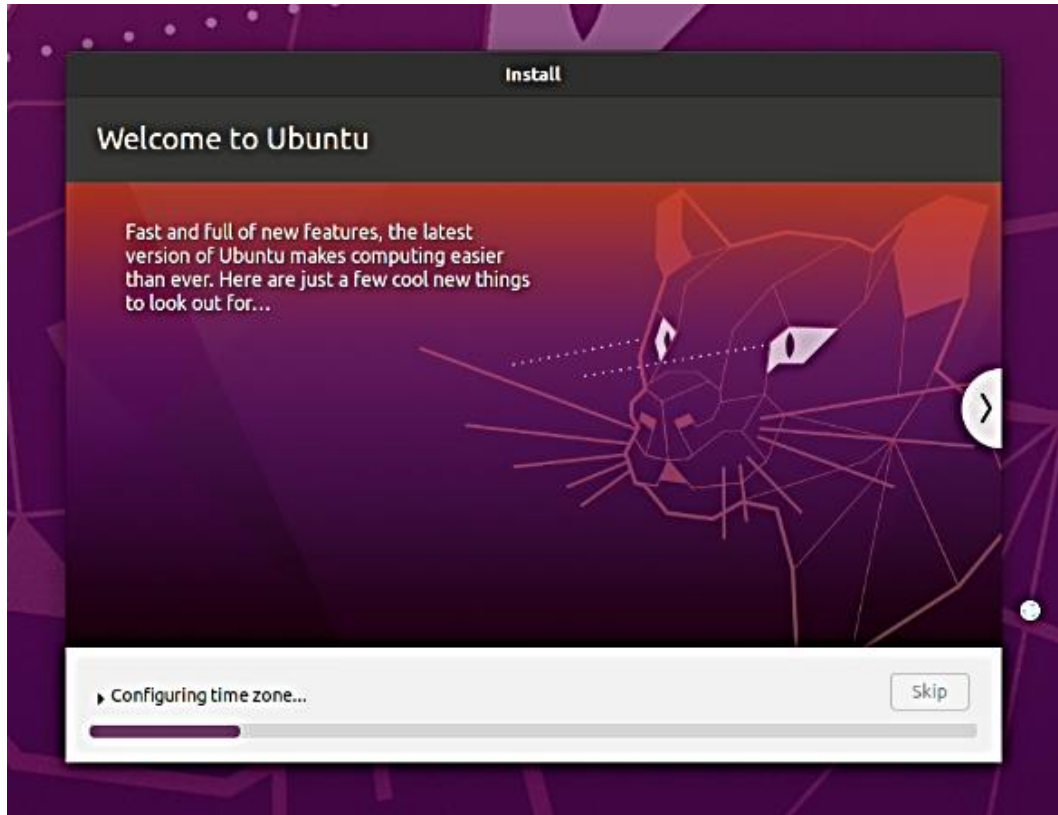 Install
Welcome to Ubuntu
Fast and full of new features, the latest
version of Ubuntu makes computing easier
than ever. Here are just a few cool new things
to look out for...
Configuring time zone...
Skip